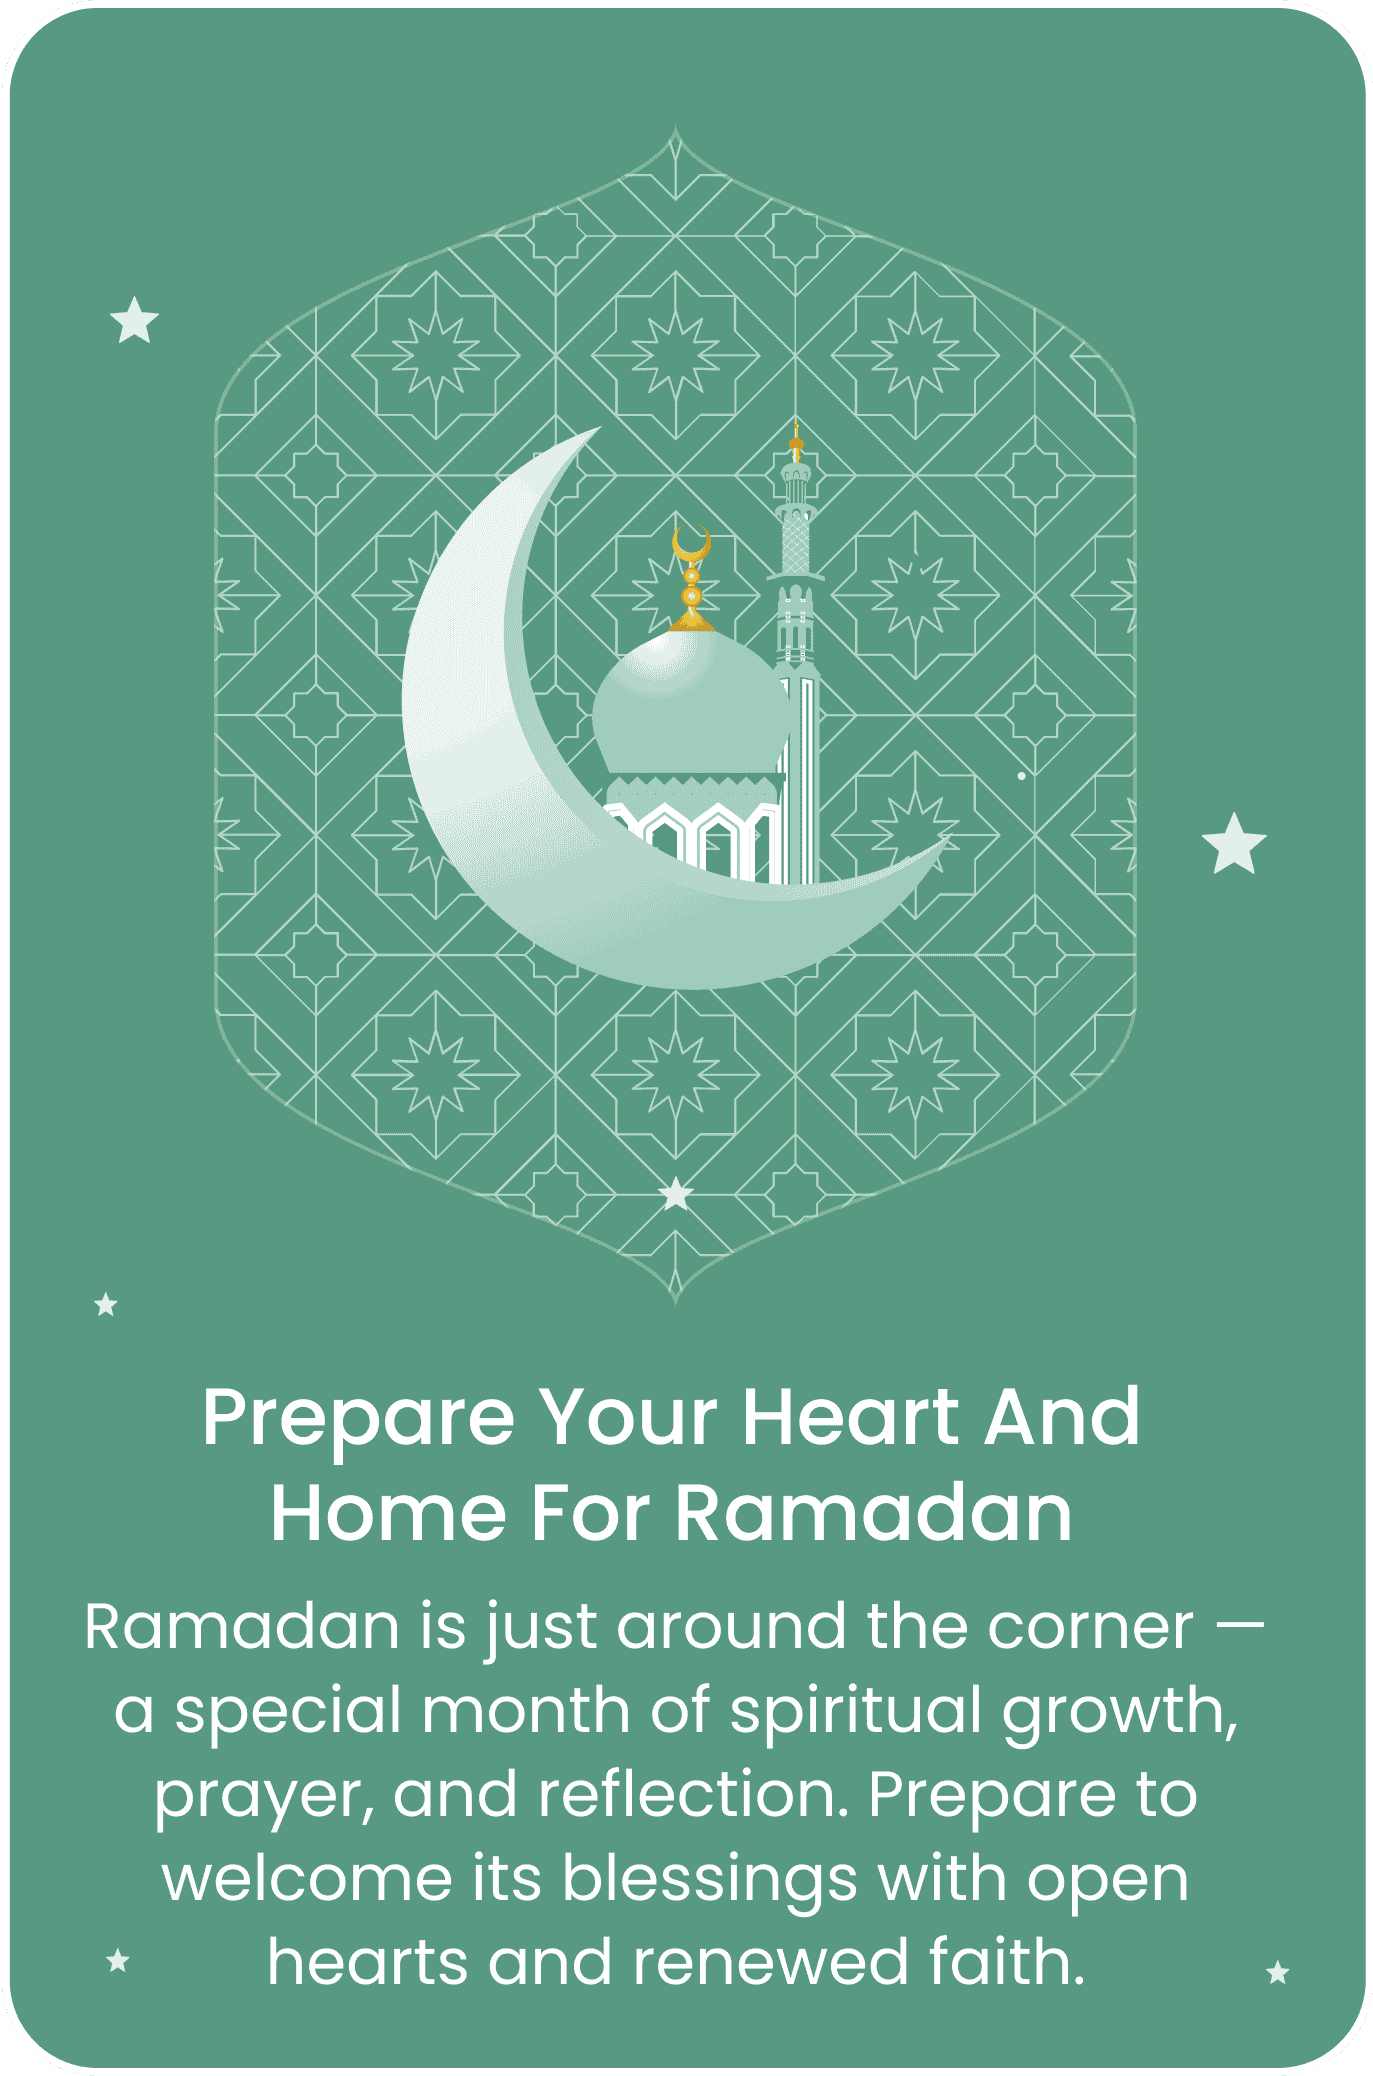 Prepare Your Heart And
Home For Ramadan
Ramadan is just around the corner —
a special month of spiritual growth,
prayer, and reflection. Prepare to
welcome its blessings with open
hearts and renewed faith.